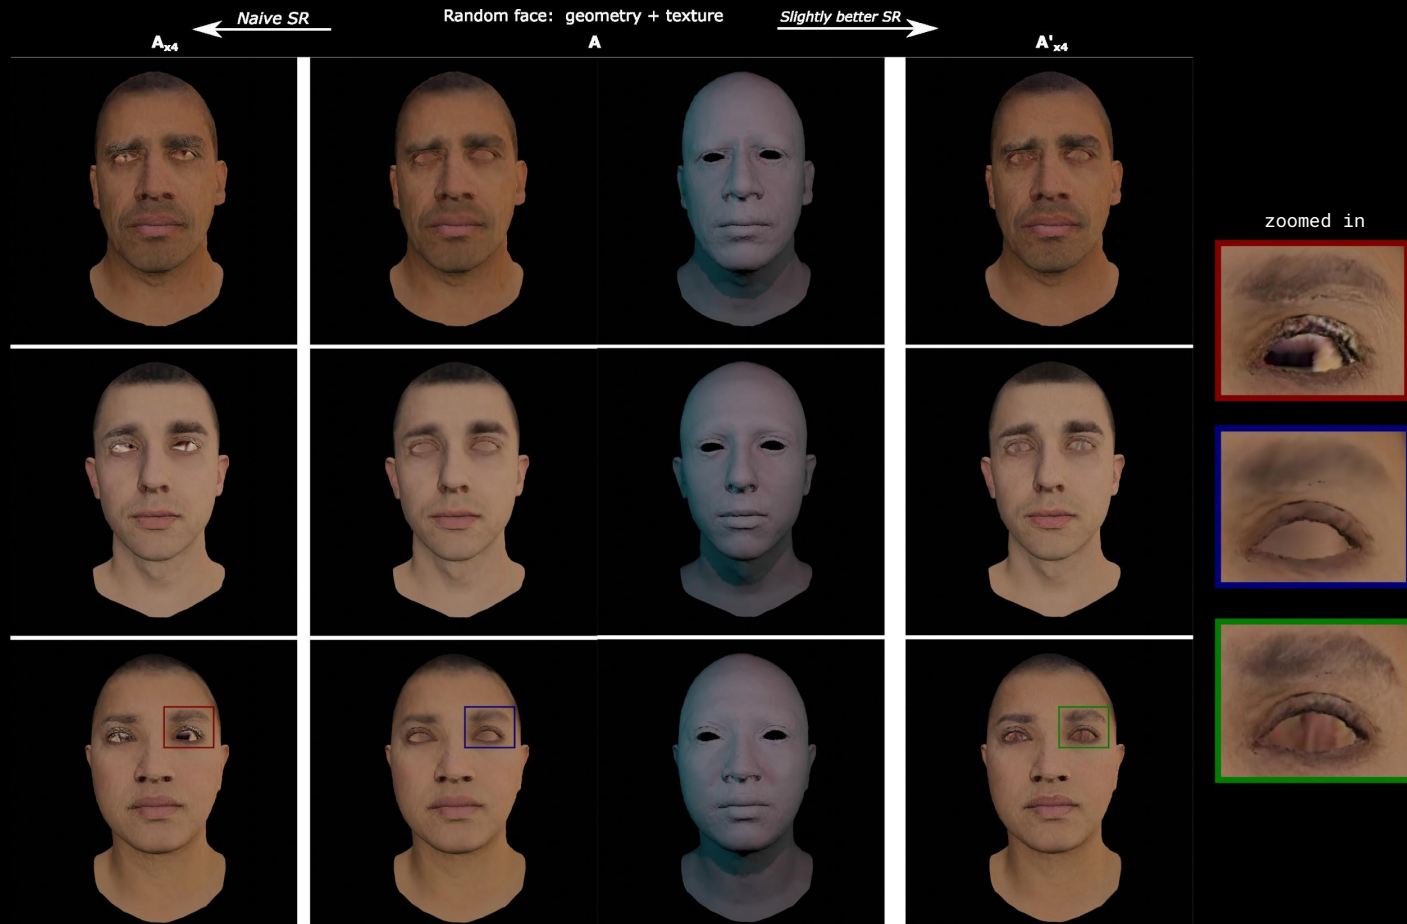 Naive SR
Random face: geometry + texture
Slightly better SR
Ax4
A
A'x4
zoomed in